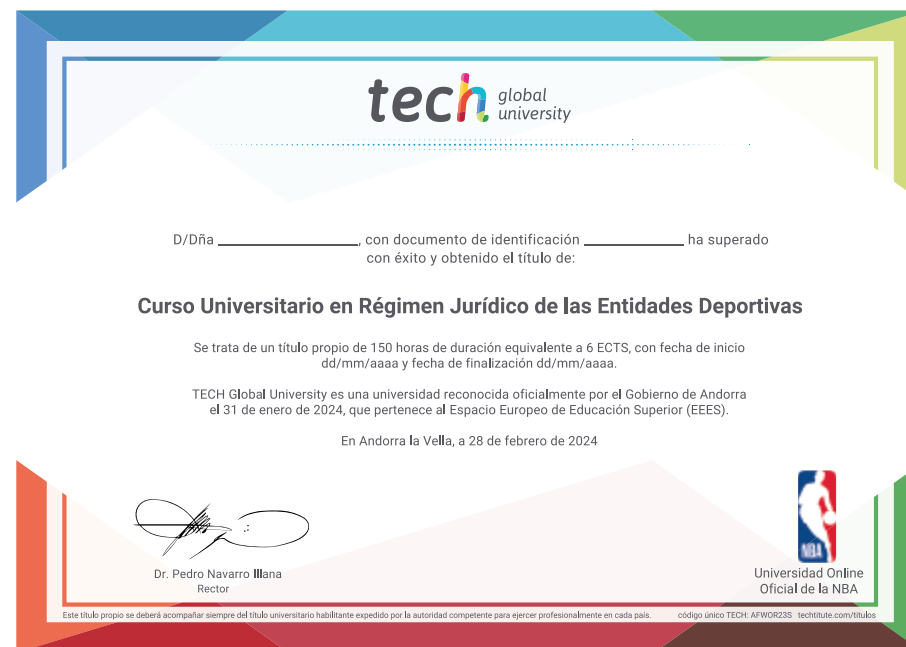 tech global
university
D/Dña ____________________, con documento de identificación ______________ ha superado
con éxito y obtenido el título de:
Curso Universitario en Régimen Jurídico de las Entidades Deportivas
Se trata de un título propio de 150 horas de duración equivalente a 6 ECTS, con fecha de inicio
dd/mm/aaaa y fecha de finalización dd/mm/aaaa.
TECH Global University es una universidad reconocida oficialmente por el Gobierno de Andorra
el 31 de enero de 2024, que pertenece al Espacio Europeo de Educación Superior (EEES).
En Andorra la Vella, a 28 de febrero de 2024
Dr. Pedro Navarro Illana
Rector
NBA
Universidad Online
Oficial de la NBA
Este título propio se deberá acompañar siempre del título universitario habilitante expedido por la autoridad competente para ejercer profesionalmente en cada país. código único TECH: AFWOR23S techtitute.com/titulos